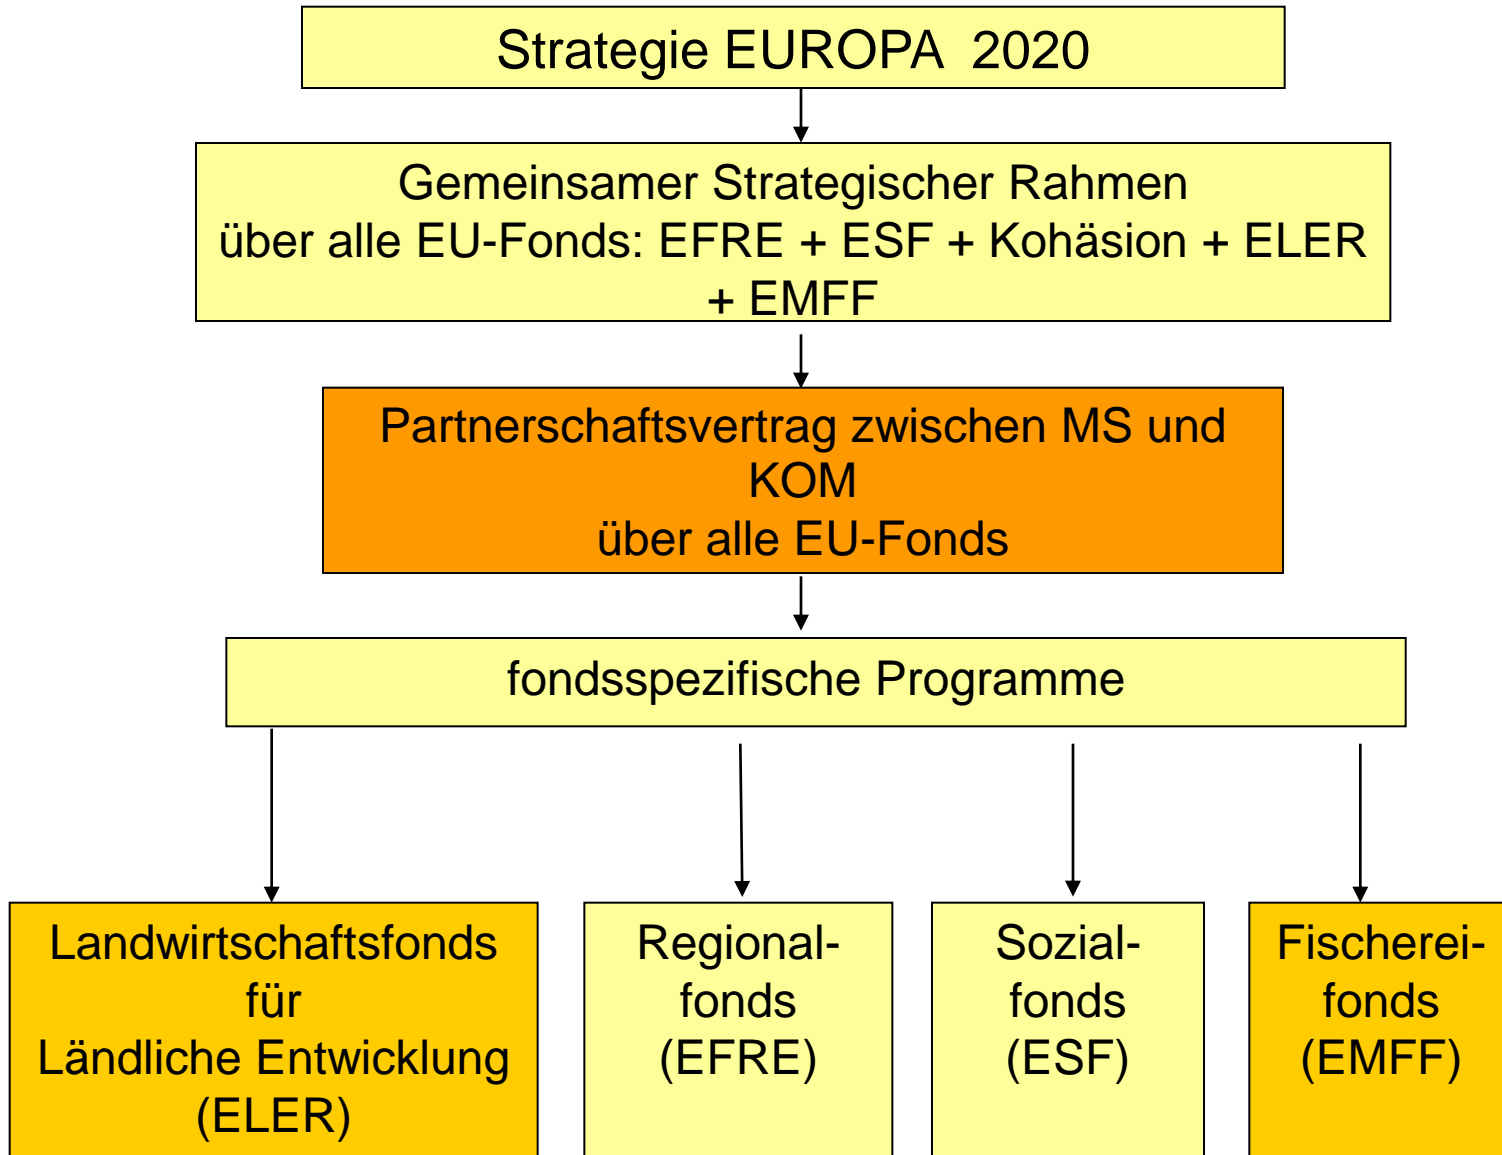 Strategie EUROPA 2020
Gemeinsamer Strategischer Rahmen
über alle EU-Fonds: EFRE + ESF + Kohäsion + ELER
+ EMFF
Partnerschaftsvertrag zwischen MS und
KOM
über alle EU-Fonds
fondsspezifische Programme
Landwirtschaftsfonds
für
Ländliche Entwicklung
(ELER)
Regional-
fonds
(EFRE)
Sozial-
fonds
(ESF)
Fischerei-
fonds
(EMFF)